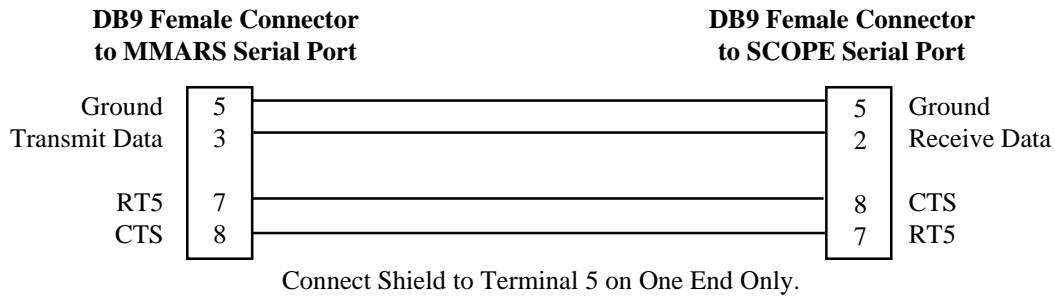 DB9 Female Connector
to MMARS Serial Port
DB9 Female Connector
to SCOPE Serial Port
Ground 5 5 Ground
Transmit Data 3 2 Receive Data
RT5 7 8 CTS
CTS 8 7 RT5
Connect Shield to Terminal 5 on One End Only.